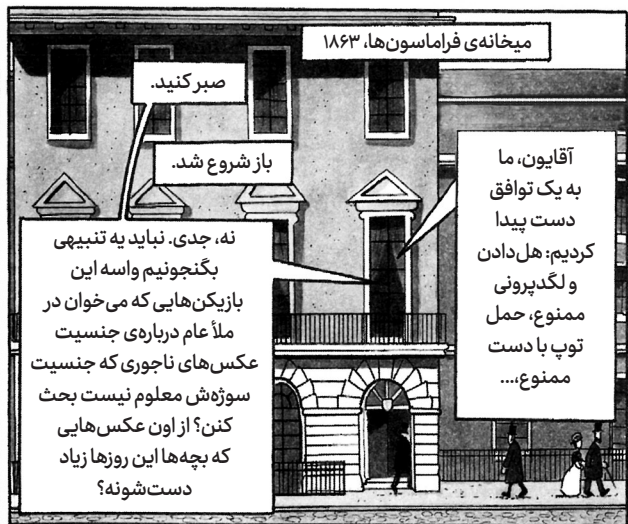 میخانه‌ی فراماسون‌ها، ۱۸۶۳
آقایون، ما
به یک توافق
دست پیدا
کردیم: هل‌دادن
و لگدپرونی
ممنوع، حمل
توپ با دست
ممنوع،...
صبر کنید.
باز شروع شد.
نه، جدی. نباید یه تنبیهی
بگنجونیم واسه این
بازیکن‌هایی که می‌خوان در
ملأ عام درباره‌ی جنسیت
عکس‌های ناجوری که جنسیت
سوژه‌ش معلوم نیست بحث
کنن؟ از اون عکس‌هایی
که بچه‌ها این روزها زیاد
دست‌شونه؟